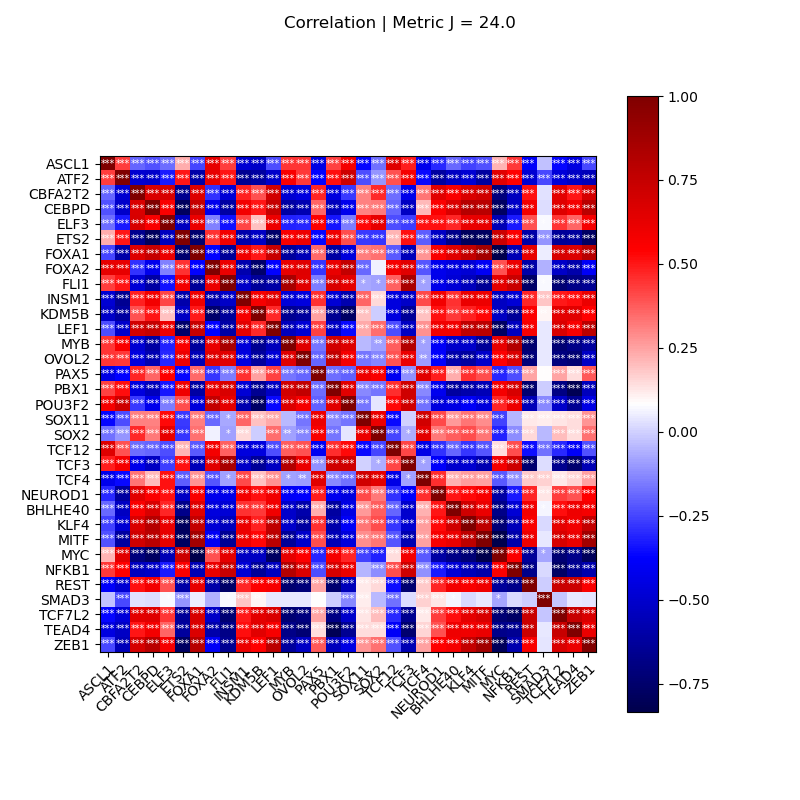 Correlation | Metric J = 24.0
ASCL1
ATF2
CBFA2T2
CEBPD
ELF3
ETS2
FOXA1
FOXA2
FLI1
INSM1
KDM5B
LEF1
MYB
OVOL2
PAX5
PBX1
POU3F2
SOX11
SOX2
TCF12
TCF3
TCF4
NEUROD1
BHLHE40
KLF4
MITF
MYC
NFKB1
REST
SMAD3
TCF7L2
TEAD4
ZEB1
ASCL1
ATF2
CBFA2T2
CEBPD
ELF3
ETS2
FOXA1
FOXA2
FLI1
INSM1
KDM5B
LEF1
MYB
OVOL2
PAX5
PBX1
POU3F2
SOX11
SOX2
TCF12
TCF3
TCF4
NEUROD1
BHLHE40
KLF4
MITF
MYC
NFKB1
REST
SMAD3
TCF7L2
TEAD4
ZEB1
1.00
0.75
0.50
0.25
0.00
−0.25
−0.50
−0.75